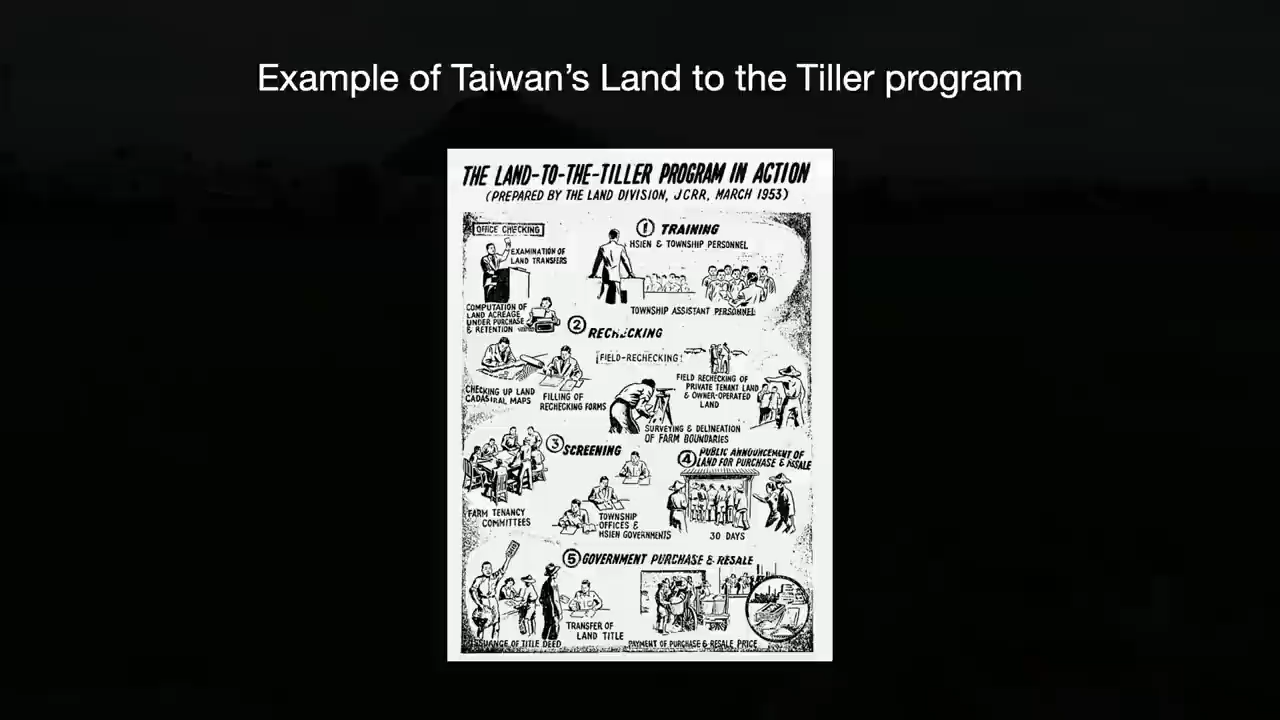 Example of Taiwan's Land to the Tiller program
THE LAND-TO-THE-TILLER PROGRAM IN ACTION
(PREPARED BY THE LAND DIVISION, JCRR, MARCH 1953)
OFFICE CHECKING
EXAMINATION OF
LAND TRANSFERS
COMPUTATION OF
LAND ACREAGE
UNDER PURCHASE
& RETENTION
1 TRAINING
HSIEN & TOWNSHIP PERSONNEL
TOWNSHIP ASSISTANT PERSONNEL
2 RECHECKING
FIELD-RECHECKING
CHECKING UP LAND
CADASTRAL MAPS
FILLING OF
RECHECKING FORMS
FIELD RECHECKING OF
PRIVATE TENANT LAND
& OWNER-OPERATED
LAND
SURVEYING & DELINEATION
OF FARM BOUNDARIES
3 SCREENING
FARM TENANCY
COMMITTEES
TOWNSHIP
OFFICES &
HSIEN GOVERNMENTS
4 PUBLIC ANNOUNCEMENT OF
LAND FOR PURCHASE & RESALE
30 DAYS
5 GOVERNMENT PURCHASE & RESALE
ISSUANCE OF TITLE DEED
TRANSFER OF
LAND TITLE
PAYMENT OF PURCHASE & RESALE PRICE